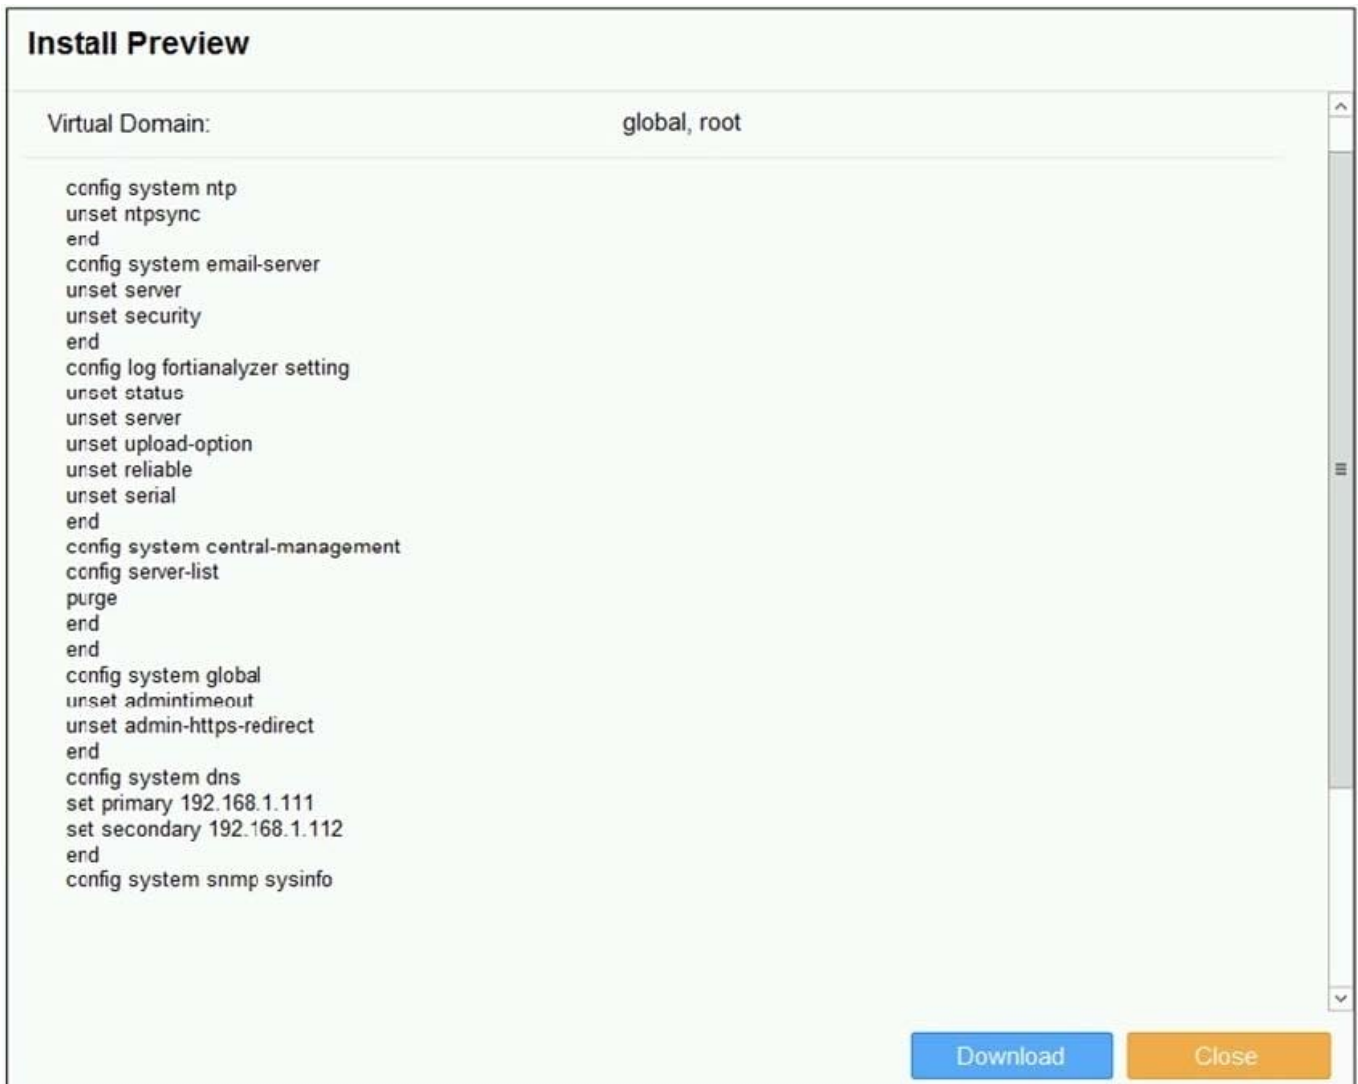 Install Preview
Virtual Domain: global, root
config system ntp
unset ntpsync
end
config system email-server
unset server
unset security
end
config log fortianalyzer setting
unset status
unset server
unset upload-option
unset reliable
unset serial
end
config system central-management
config server-list
purge
end
end
config system global
unset admintimeout
unset admin-https-redirect
end
config system dns
set primary 192.168.1.111
set secondary 192.168.1.112
end
config system snmp sysinfo
Download Close